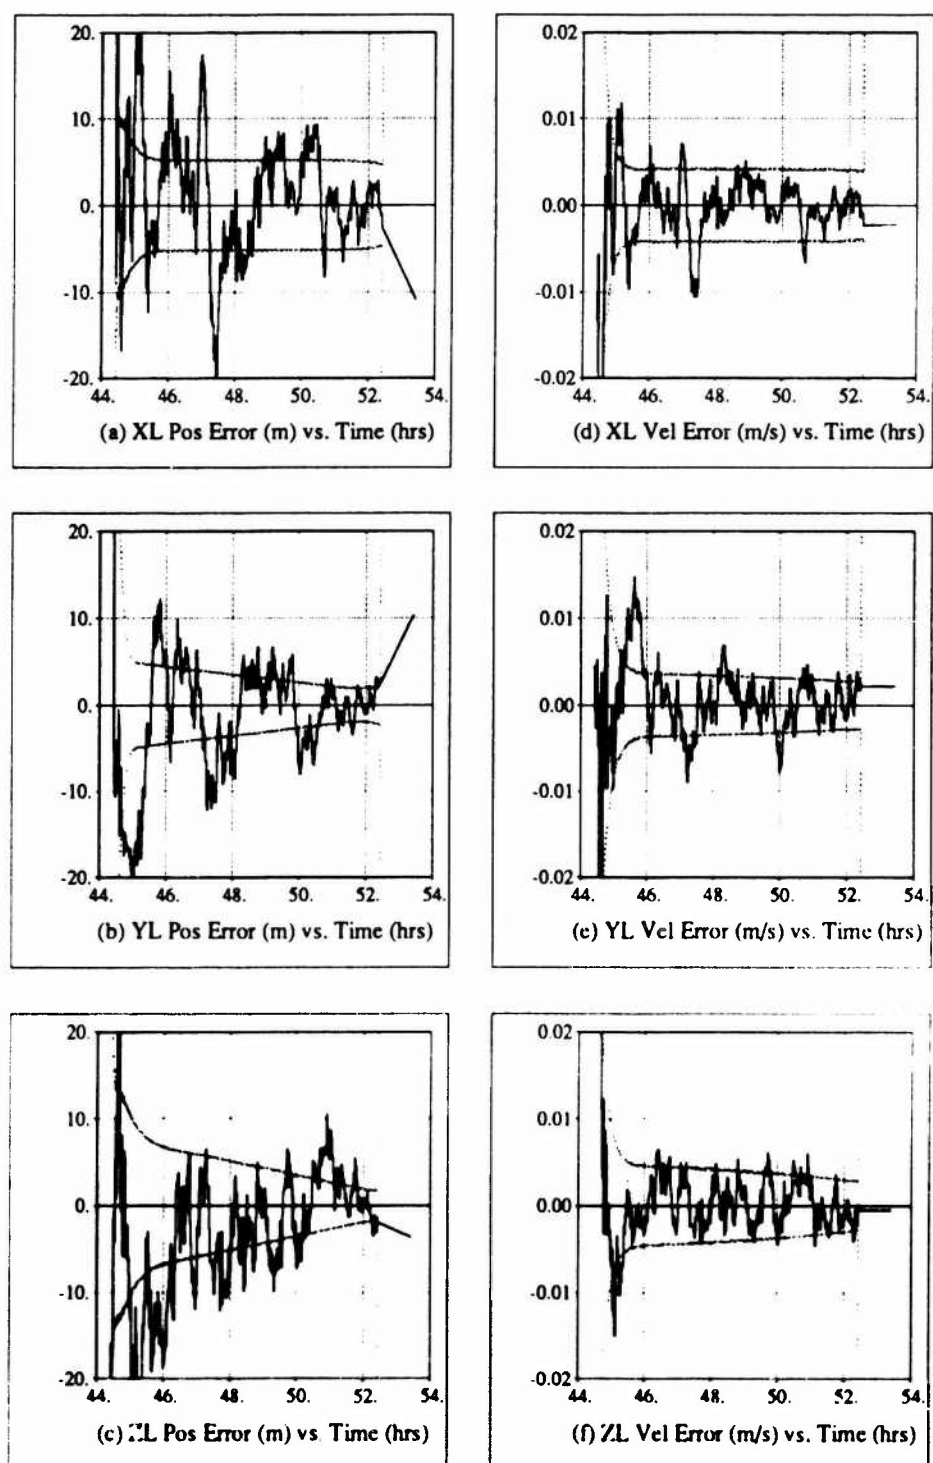 20.
10.
0.
-10.
-20.
44. 46. 48. 50. 52. 54.
(a) XL Pos Error (m) vs. Time (hrs)
0.02
0.01
0.00
-0.01
-0.02
44. 46. 48. 50. 52. 54.
(d) XL Vel Error (m/s) vs. Time (hrs)
20.
10.
0.
-10.
-20.
44. 46. 48. 50. 52. 54.
(b) YL Pos Error (m) vs. Time (hrs)
0.02
0.01
0.00
-0.01
-0.02
44. 46. 48. 50. 52. 54.
(e) YL Vel Error (m/s) vs. Time (hrs)
20.
10.
0.
-10.
-20.
44. 46. 48. 50. 52. 54.
(c) ZL Pos Error (m) vs. Time (hrs)
0.02
0.01
0.00
-0.01
-0.02
44. 46. 48. 50. 52. 54.
(f) ZL Vel Error (m/s) vs. Time (hrs)